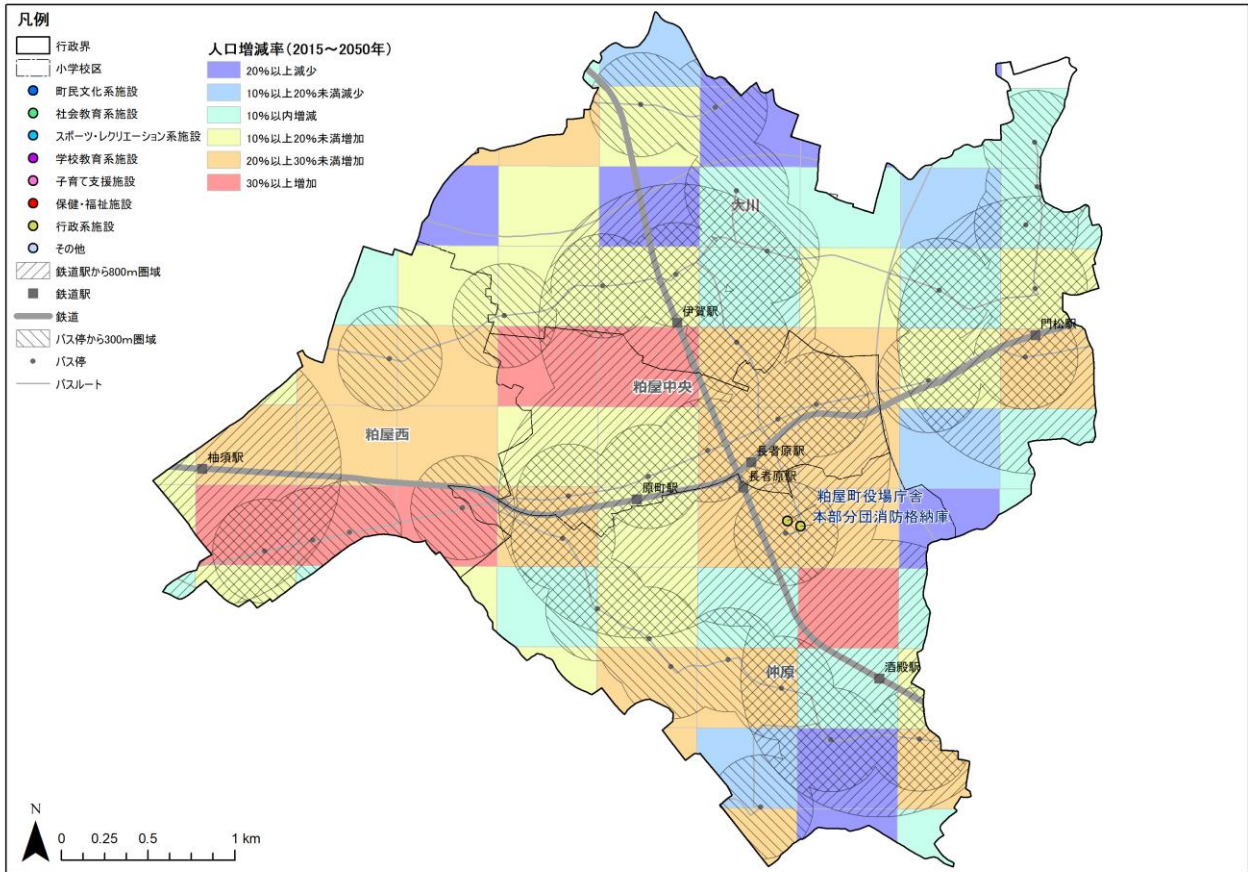 凡例
行政界
小学校区
町民文化系施設
社会教育系施設
スポーツ・レクリエーション系施設
学校教育系施設
子育て支援施設
保健・福祉施設
行政系施設
その他
鉄道駅から800m圏域
鉄道駅
鉄道
バス停から300m圏域
バス停
バスルート
人口増減率(2015～2050年)
20%以上減少
10%以上20%未満減少
10%以内増減
10%以上20%未満増加
20%以上30%未満増加
30%以上増加
大川
伊賀駅
門松駅
粕屋中央
粕屋西
柚須駅
長者原駅
長者原駅
原町駅
粕屋町役場庁舎
本部分団消防格納庫
仲原
酒殿駅
N
0 0.25 0.5 1 km